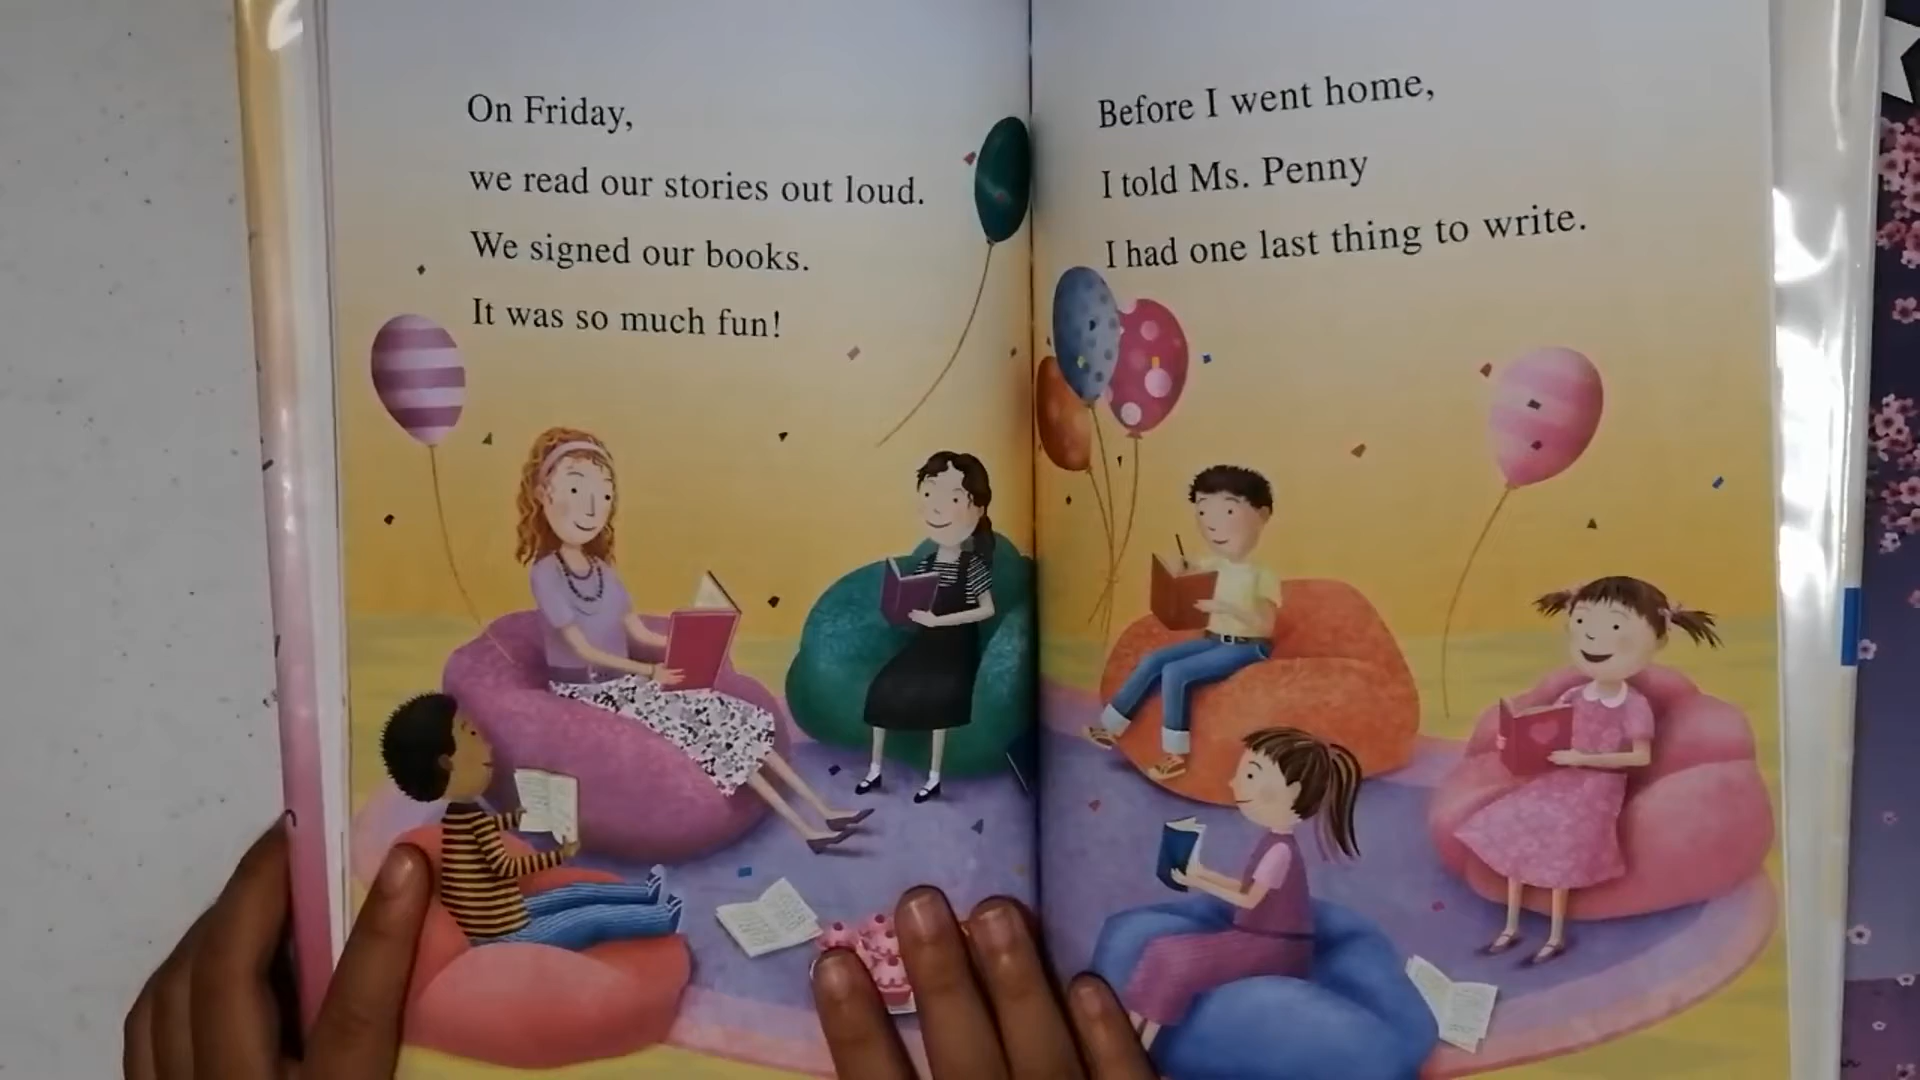 On Friday,
we read our stories out loud.
We signed our books.
It was so much fun!
Before I went home,
I told Ms. Penny
I had one last thing to write.